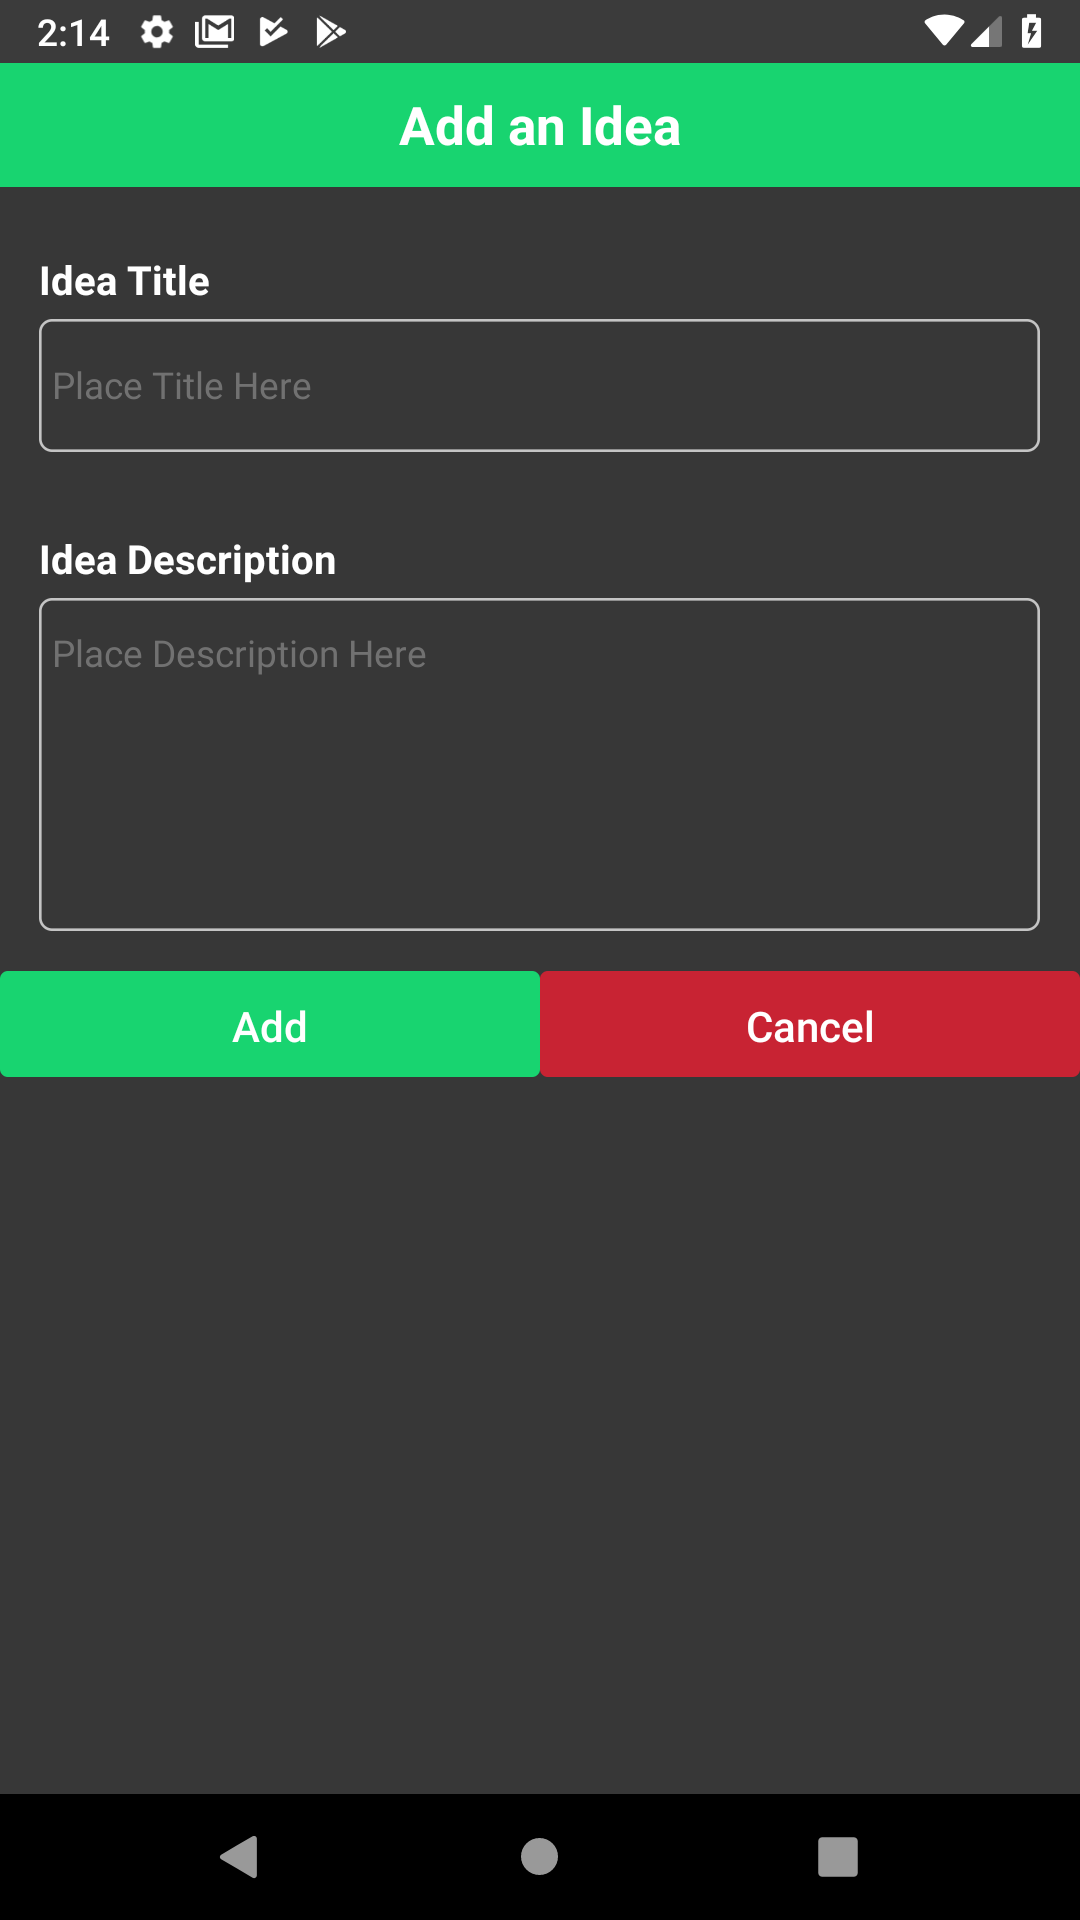 2:14
Add an Idea
Idea Title
Place Title Here
Idea Description
Place Description Here
Add
Cancel